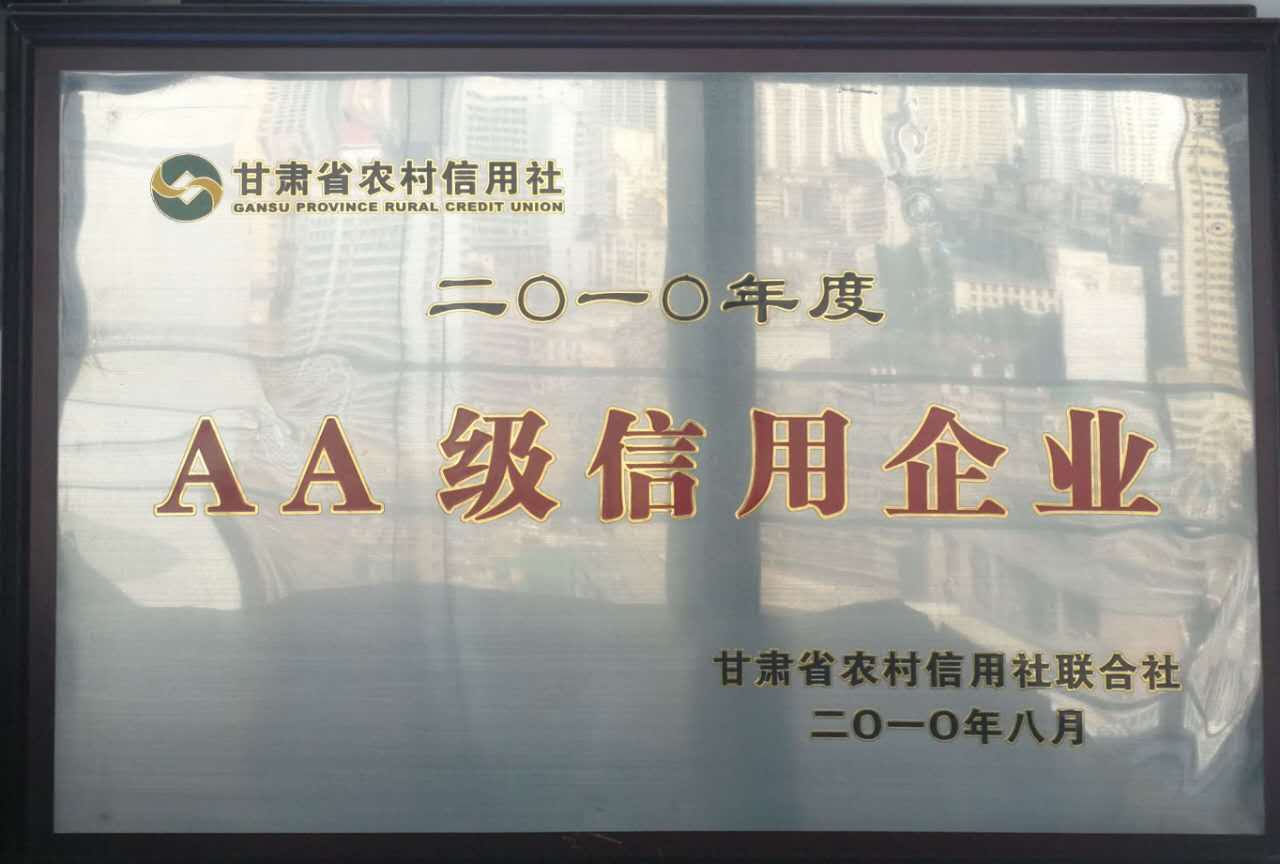 甘肃省农村信用社
GANSU PROVINCE RURAL CREDIT UNION
二〇一〇年度
AA级信用企业
甘肃省农村信用社联合社
二〇一〇年八月